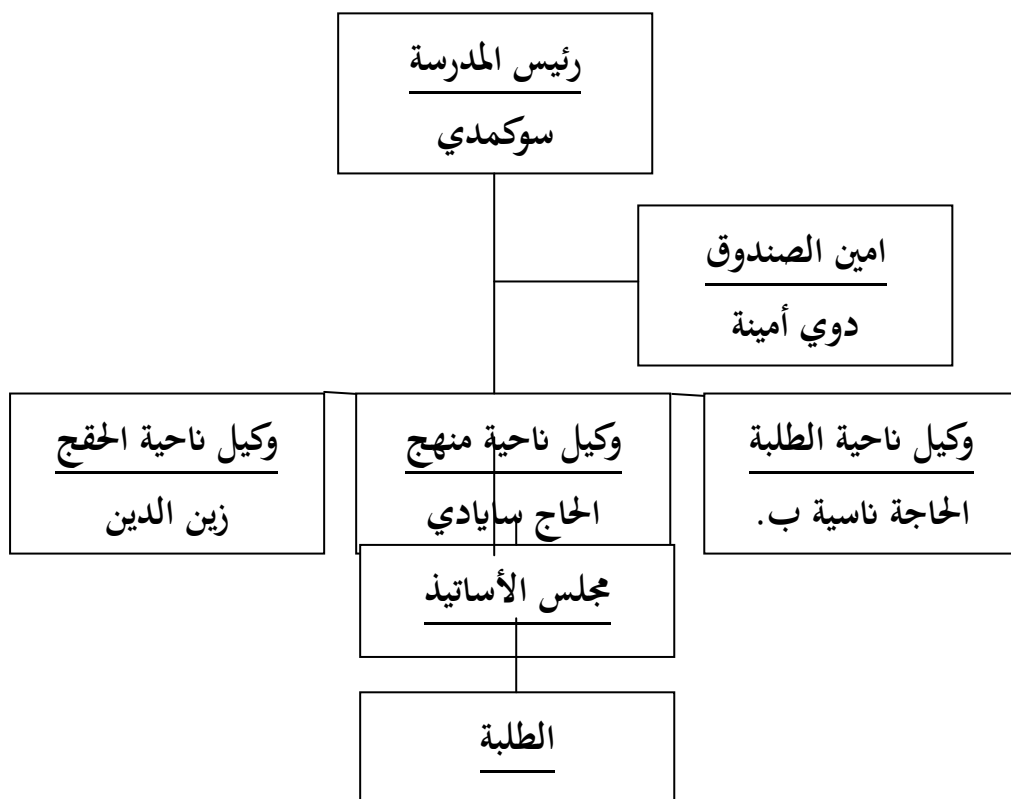 رئيس المدرسة
سوكمدي
امين الصندوق
دوي أمينة
وكيل ناحية الطلبة
الحاجة ناسية ب.
وكيل ناحية منهج
الحاج سايادي
وكيل ناحية الحقج
زين الدين
مجلس الأساتيذ
الطلبة